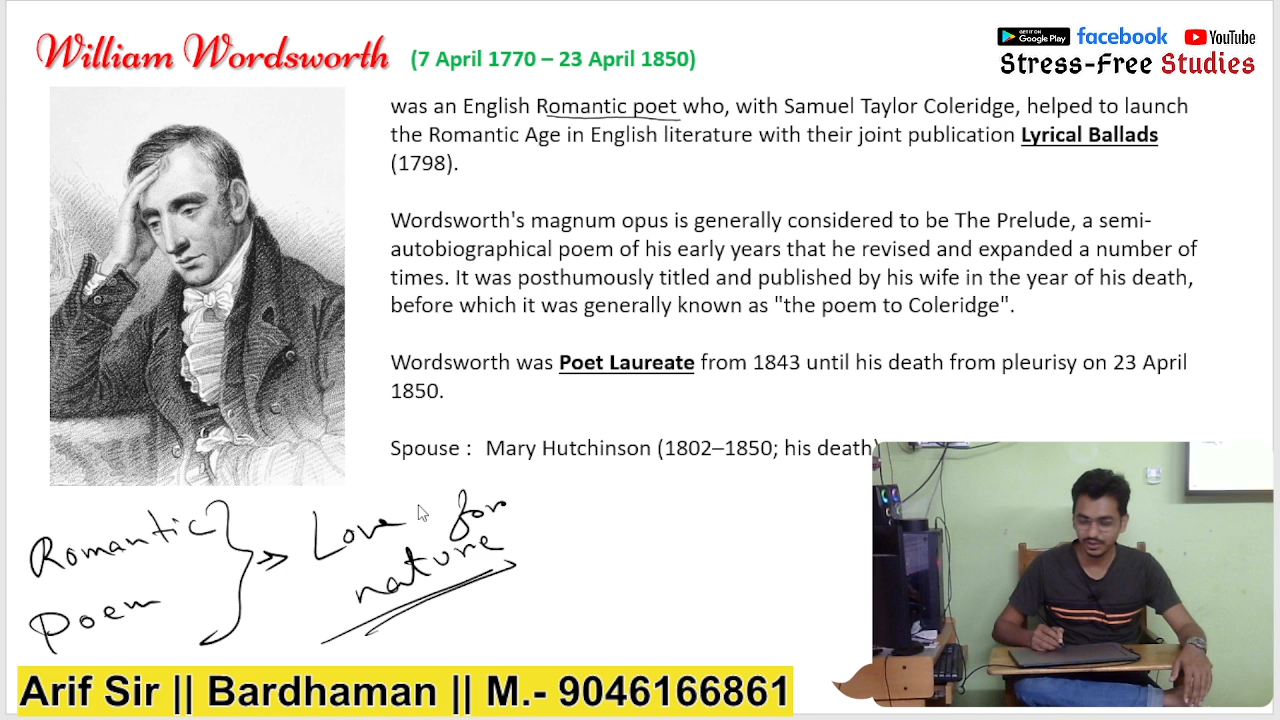 William Wordsworth (7 April 1770 – 23 April 1850)
GET IT ON Google Play facebook YouTube
Stress-Free Studies
was an English Romantic poet who, with Samuel Taylor Coleridge, helped to launch
the Romantic Age in English literature with their joint publication Lyrical Ballads
(1798).
Wordsworth's magnum opus is generally considered to be The Prelude, a semi-
autobiographical poem of his early years that he revised and expanded a number of
times. It was posthumously titled and published by his wife in the year of his death,
before which it was generally known as "the poem to Coleridge".
Wordsworth was Poet Laureate from 1843 until his death from pleurisy on 23 April
1850.
Spouse : Mary Hutchinson (1802–1850; his death)
Romantic
Poem
Love for
nature
Arif Sir || Bardhaman || M.- 9046166861